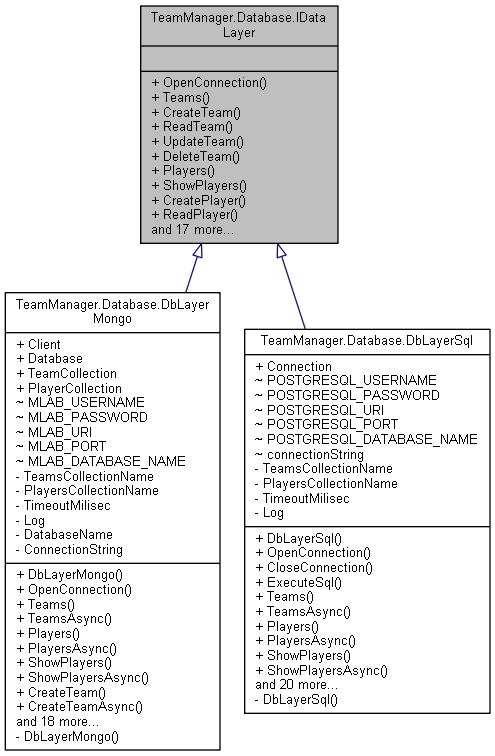 TeamManager.Database.IData
Layer
+ OpenConnection()
+ Teams()
+ CreateTeam()
+ ReadTeam()
+ UpdateTeam()
+ DeleteTeam()
+ Players()
+ ShowPlayers()
+ CreatePlayer()
+ ReadPlayer()
and 17 more...
TeamManager.Database.DbLayer
Mongo
+ Client
+ Database
+ TeamCollection
+ PlayerCollection
~ MLAB_USERNAME
~ MLAB_PASSWORD
~ MLAB_URI
~ MLAB_PORT
~ MLAB_DATABASE_NAME
- TeamsCollectionName
- PlayersCollectionName
- TimeoutMilisec
- Log
- DatabaseName
- ConnectionString
+ DbLayerMongo()
+ OpenConnection()
+ Teams()
+ TeamsAsync()
+ Players()
+ PlayersAsync()
+ ShowPlayers()
+ ShowPlayersAsync()
+ CreateTeam()
+ CreateTeamAsync()
and 18 more...
- DbLayerMongo()
TeamManager.Database.DbLayerSql
+ Connection
~ POSTGRESQL_USERNAME
~ POSTGRESQL_PASSWORD
~ POSTGRESQL_URI
~ POSTGRESQL_PORT
~ POSTGRESQL_DATABASE_NAME
~ connectionString
- TeamsCollectionName
- PlayersCollectionName
- TimeoutMilisec
- Log
+ DbLayerSql()
+ OpenConnection()
+ CloseConnection()
+ ExecuteSql()
+ Teams()
+ TeamsAsync()
+ Players()
+ PlayersAsync()
+ ShowPlayers()
+ ShowPlayersAsync()
and 20 more...
- DbLayerSql()